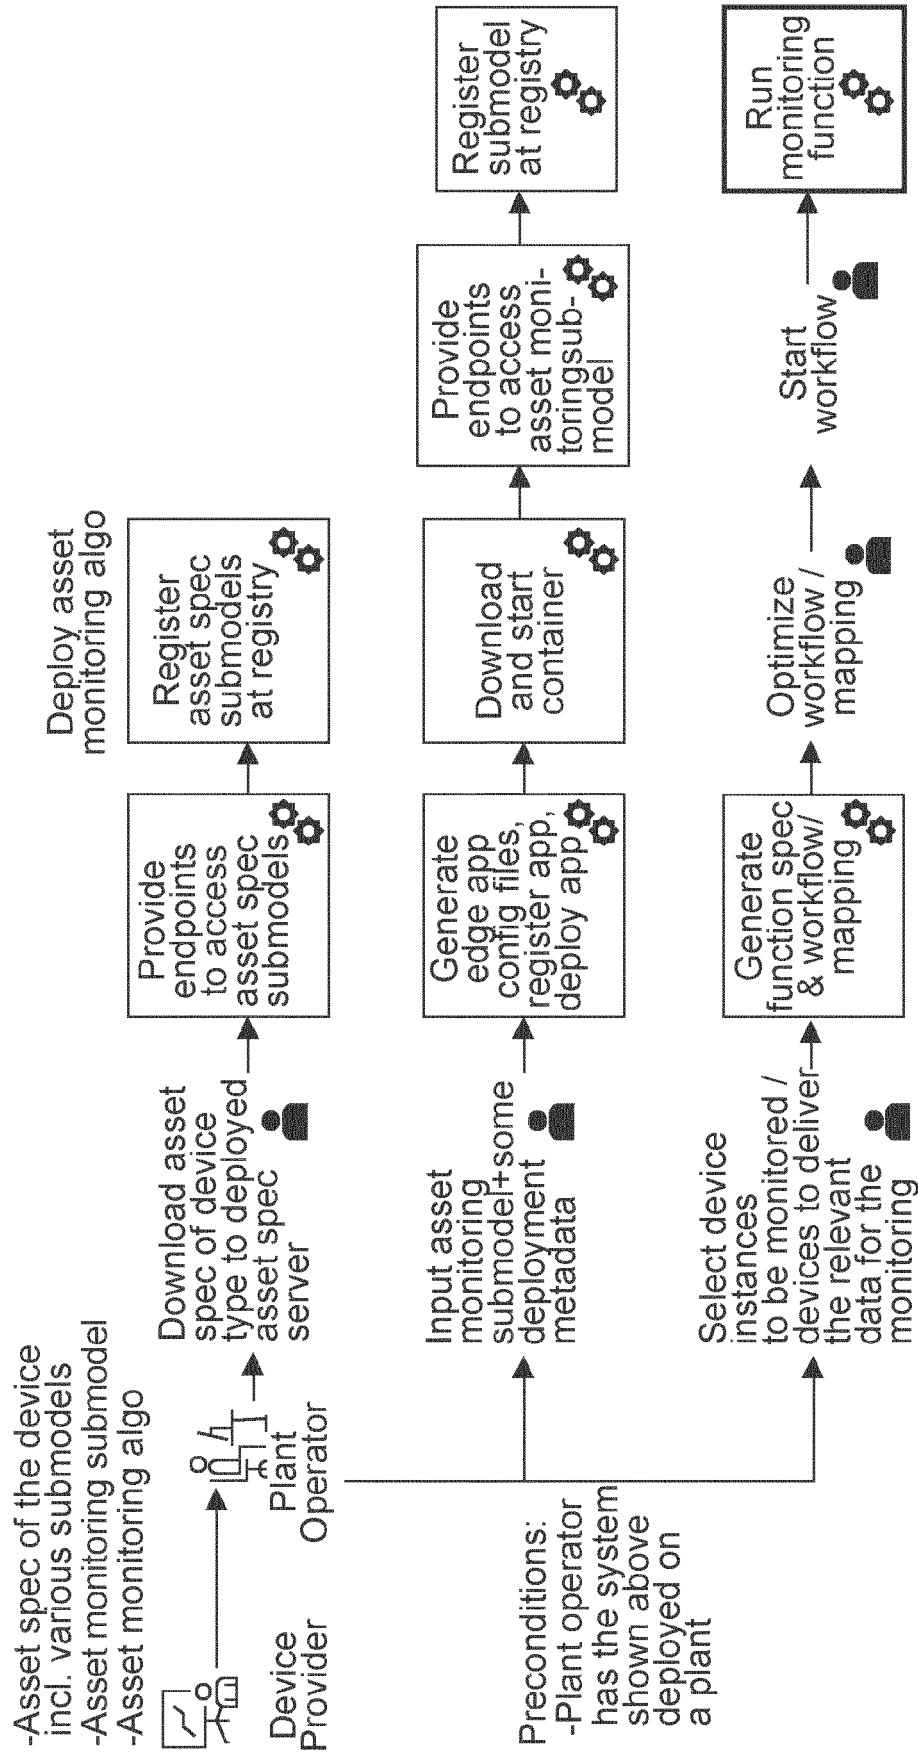 -Asset spec of the device
incl. various submodels
-Asset monitoring submodel
-Asset monitoring algo
Device
Provider
Plant
Operator
Download asset
spec of device
type to deployed
asset spec
server
Provide
endpoints
to access
asset spec
submodels
Deploy asset
monitoring algo
Register
asset spec
submodels
at registry
Preconditions:
-Plant operator
has the system
shown above
deployed on
a plant
Input asset
monitoring
submodel+some
deployment
metadata
Generate
edge app
config files,
register app,
deploy app
Download
and start
container
Provide
endpoints
to access
asset moni-
toringsub-
model
Register
submodel
at registry
Select device
instances
to be monitored /
devices to deliver
the relevant
data for the
monitoring
Generate
function spec
& workflow/
mapping
Optimize
workflow /
mapping
Start
workflow
Run
monitoring
function